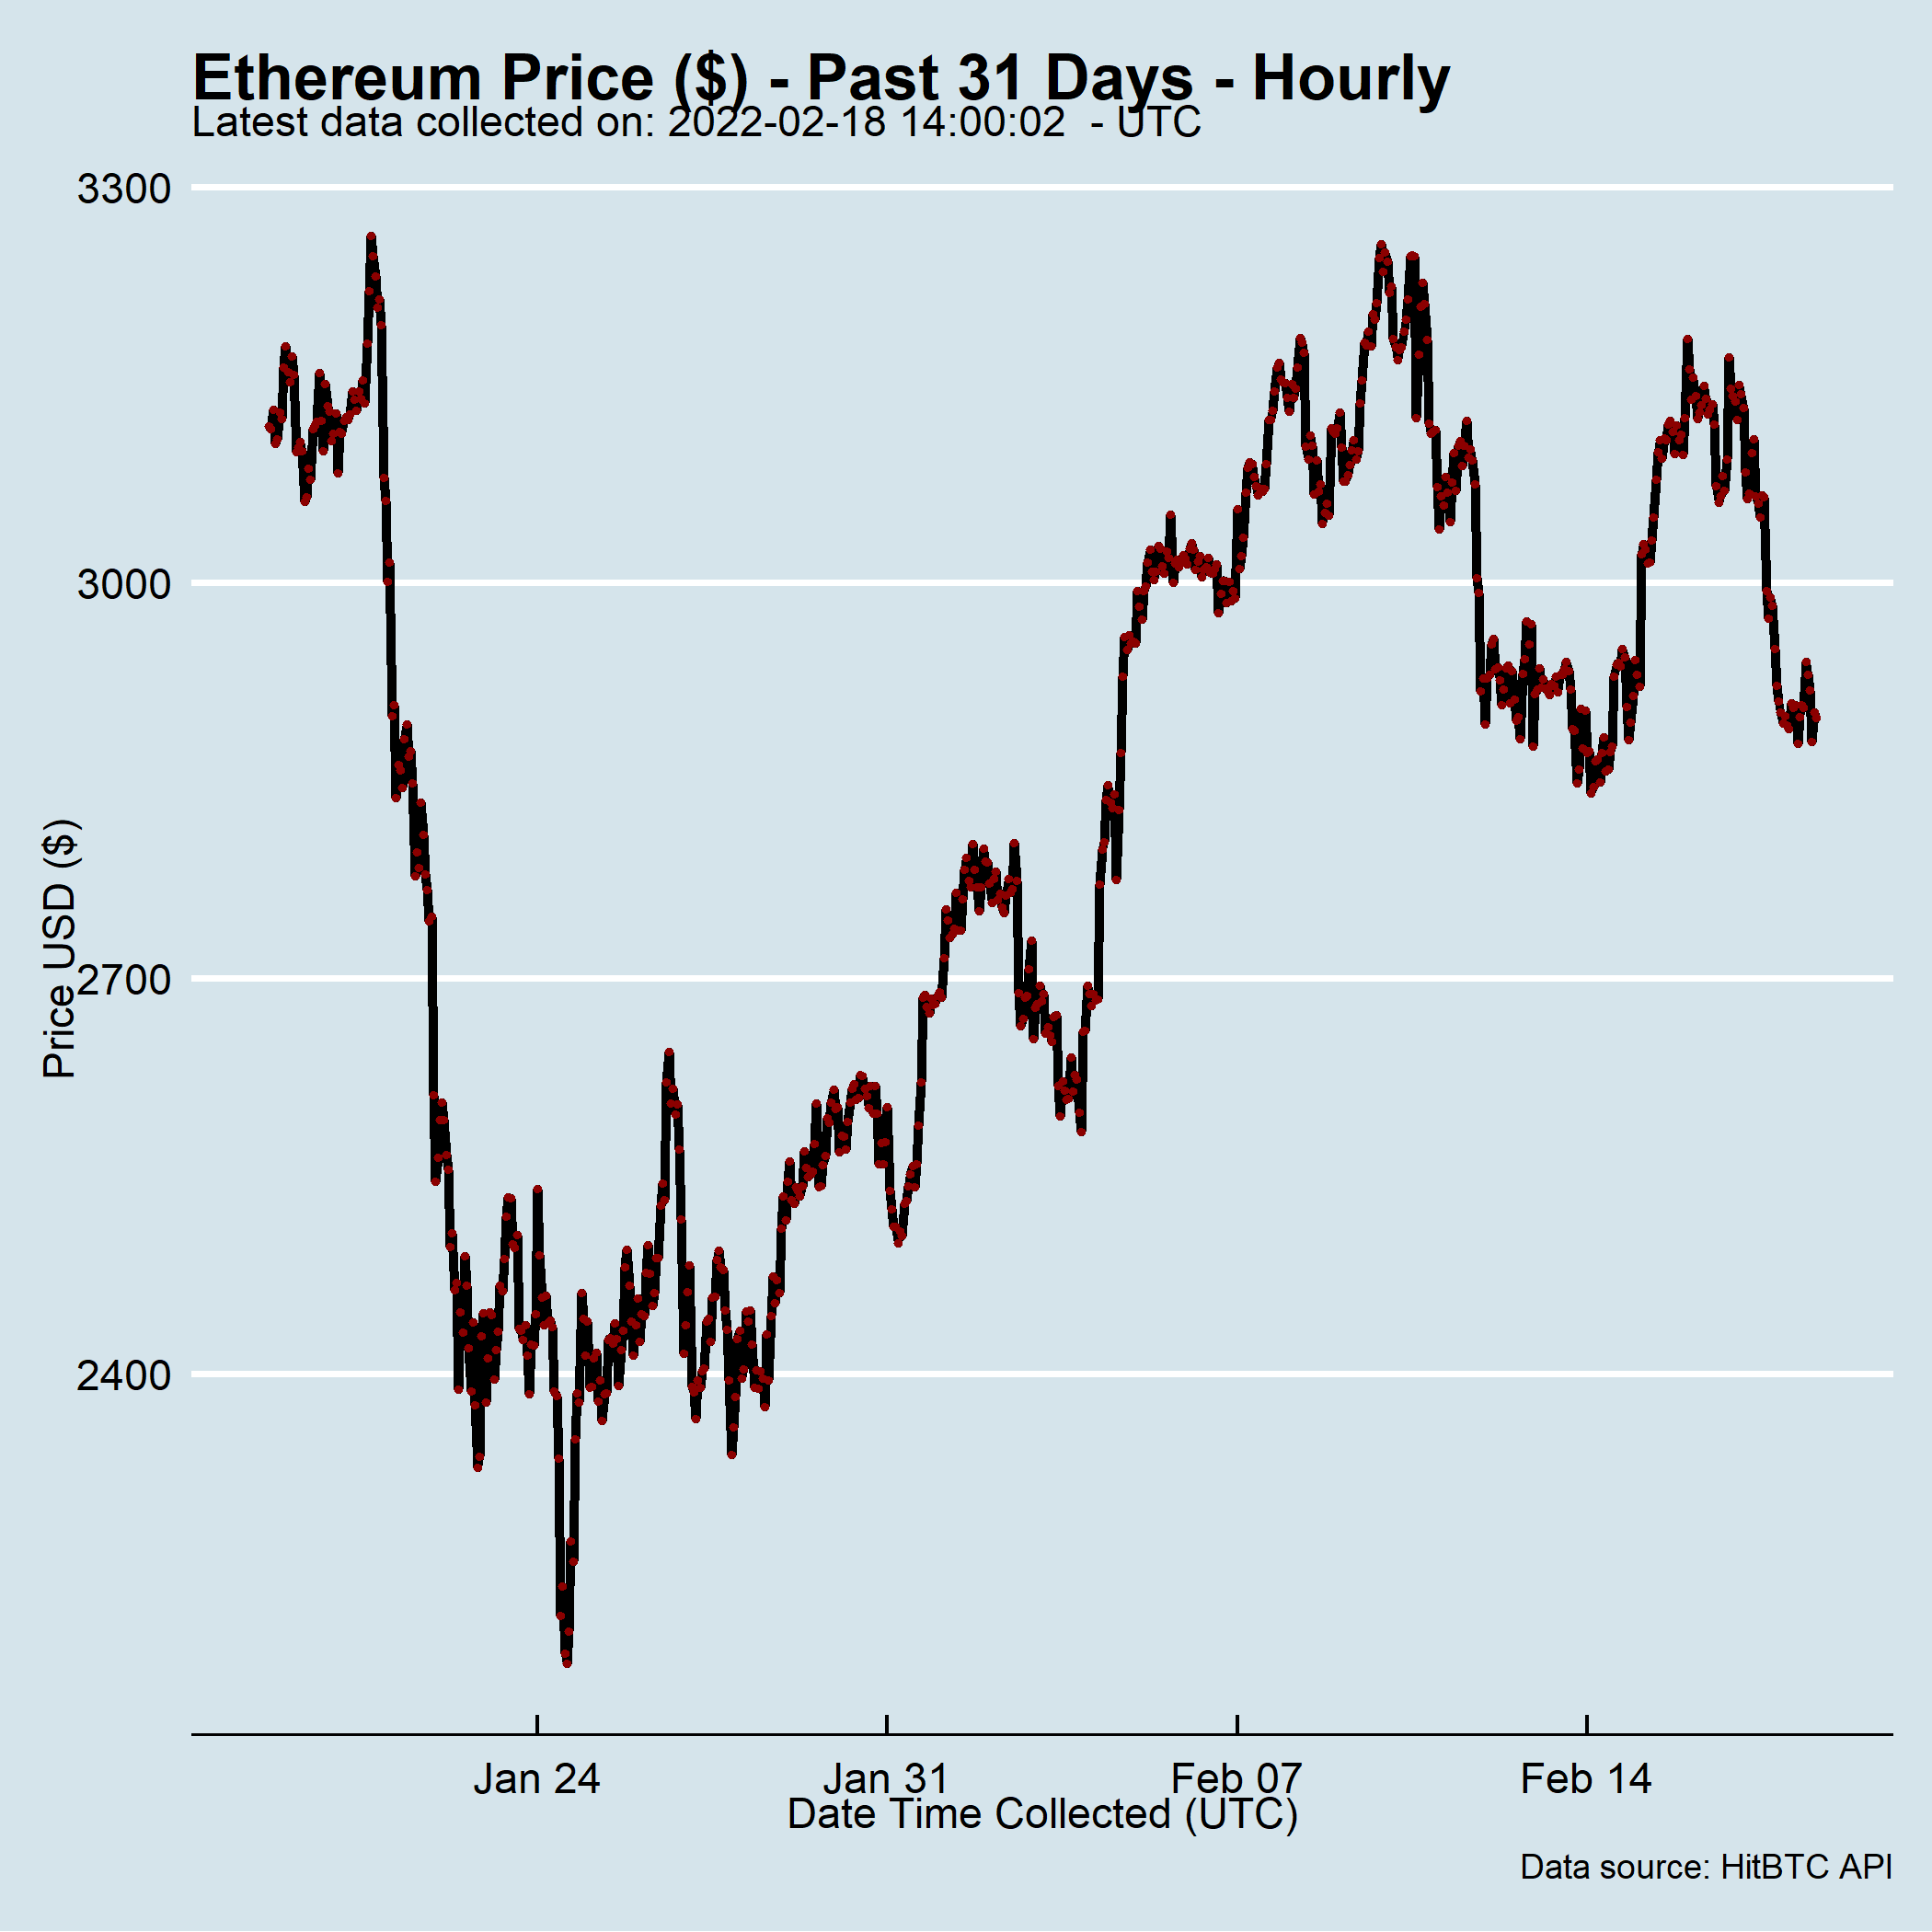 Ethereum Price ($) - Past 31 Days - Hourly
Latest data collected on: 2022-02-18 14:00:02  - UTC
3300
3000
2700
2400
Price USD ($)
Jan 24
Jan 31
Feb 07
Feb 14
Date Time Collected (UTC)
Data source: HitBTC API